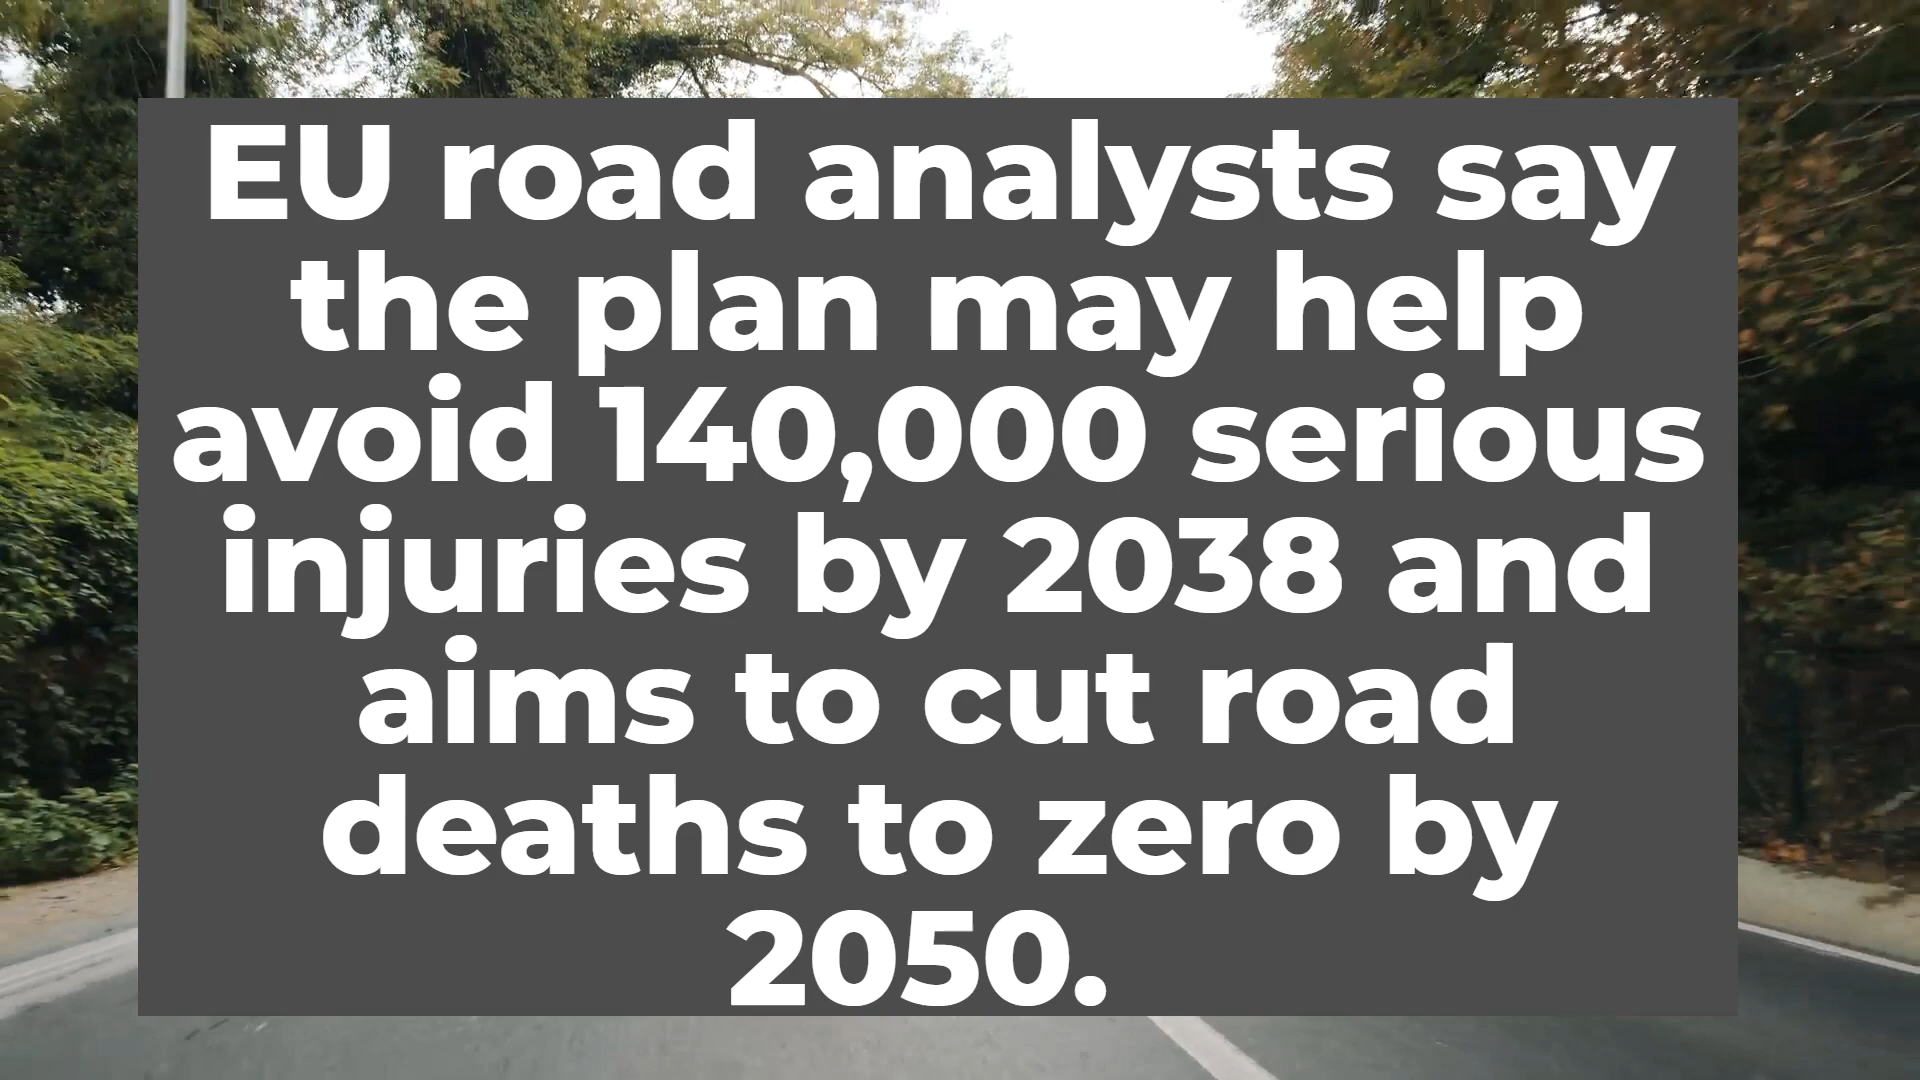 EU road analysts say
the plan may help
avoid 140,000 serious
injuries by 2038 and
aims to cut road
deaths to zero by
2050.